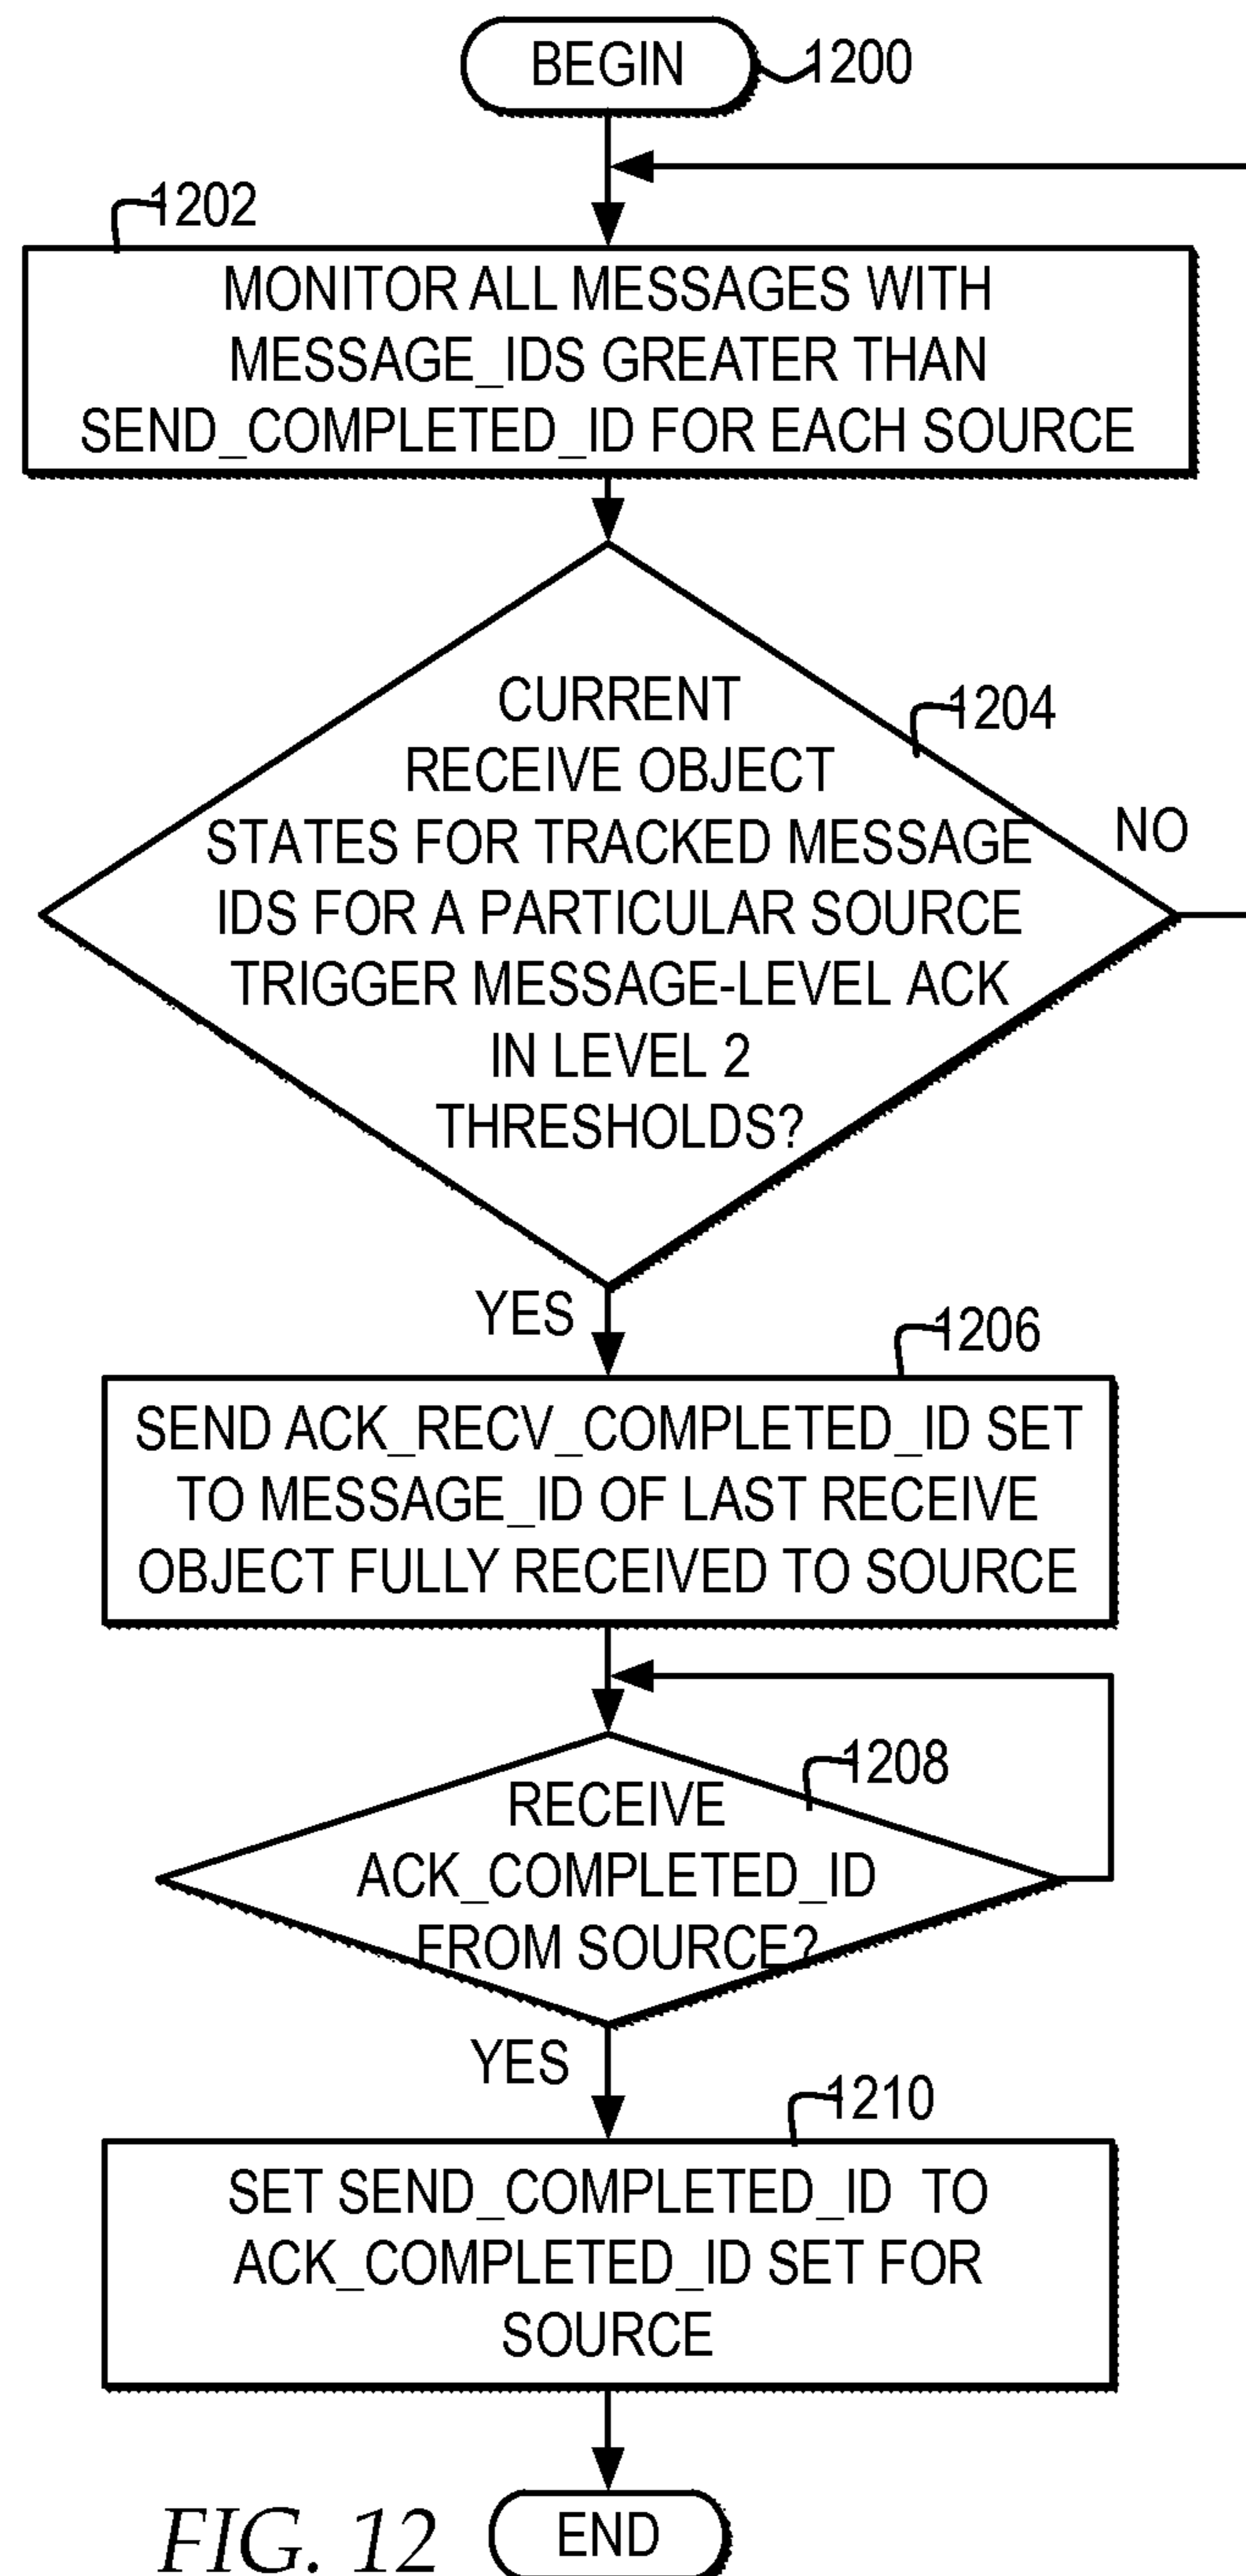 BEGIN
1200
1202
MONITOR ALL MESSAGES WITH
MESSAGE_IDS GREATER THAN
SEND_COMPLETED_ID FOR EACH SOURCE
CURRENT
1204
RECEIVE OBJECT
STATES FOR TRACKED MESSAGE
NO
IDS FOR A PARTICULAR SOURCE
TRIGGER MESSAGE-LEVEL ACK
IN LEVEL 2
THRESHOLDS?
YES
1206
SEND ACK_RECV_COMPLETED_ID SET
TO MESSAGE_ID OF LAST RECEIVE
OBJECT FULLY RECEIVED TO SOURCE
1208
RECEIVE
ACK_COMPLETED_ID
FROM SOURCE?
YES
1210
SET SEND_COMPLETED_ID TO
ACK_COMPLETED_ID SET FOR
SOURCE
END
FIG. 12